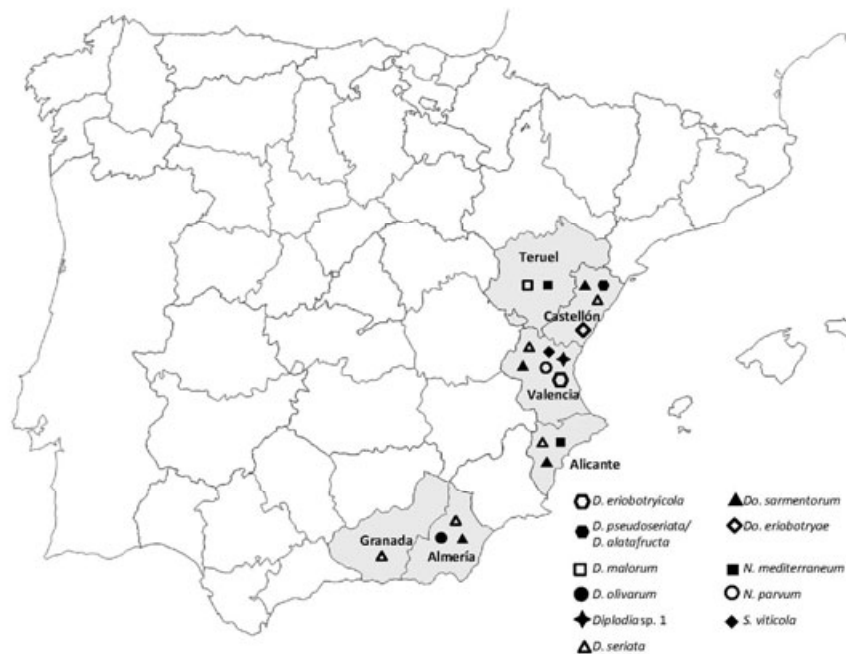 Teruel
Castellón
Valencia
Alicante
Granada
Almería
D. eriobotryicola
D. pseudoseriata/
D. alatafructa
D. malorum
D. olivarum
Diplodia sp. 1
D. seriata
Do. sarmentorum
Do. eriobotryae
N. mediterraneum
N. parvum
S. viticola